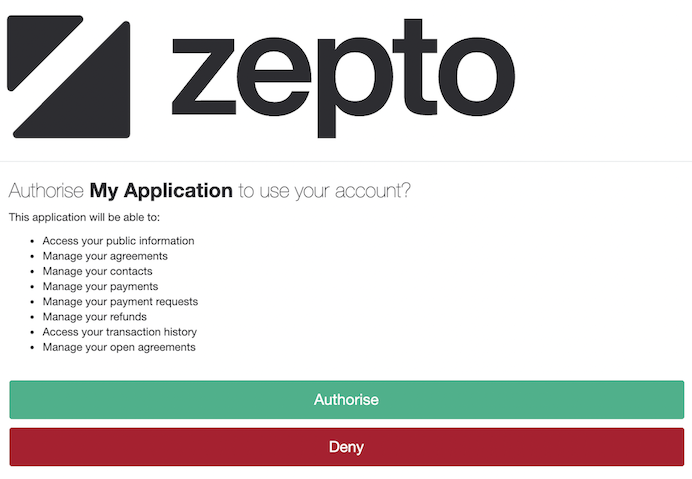 zepto
Authorise My Application to use your account?
This application will be able to:
• Access your public information
• Manage your agreements
• Manage your contacts
• Manage your payments
• Manage your payment requests
• Manage your refunds
• Access your transaction history
• Manage your open agreements
Authorise
Deny